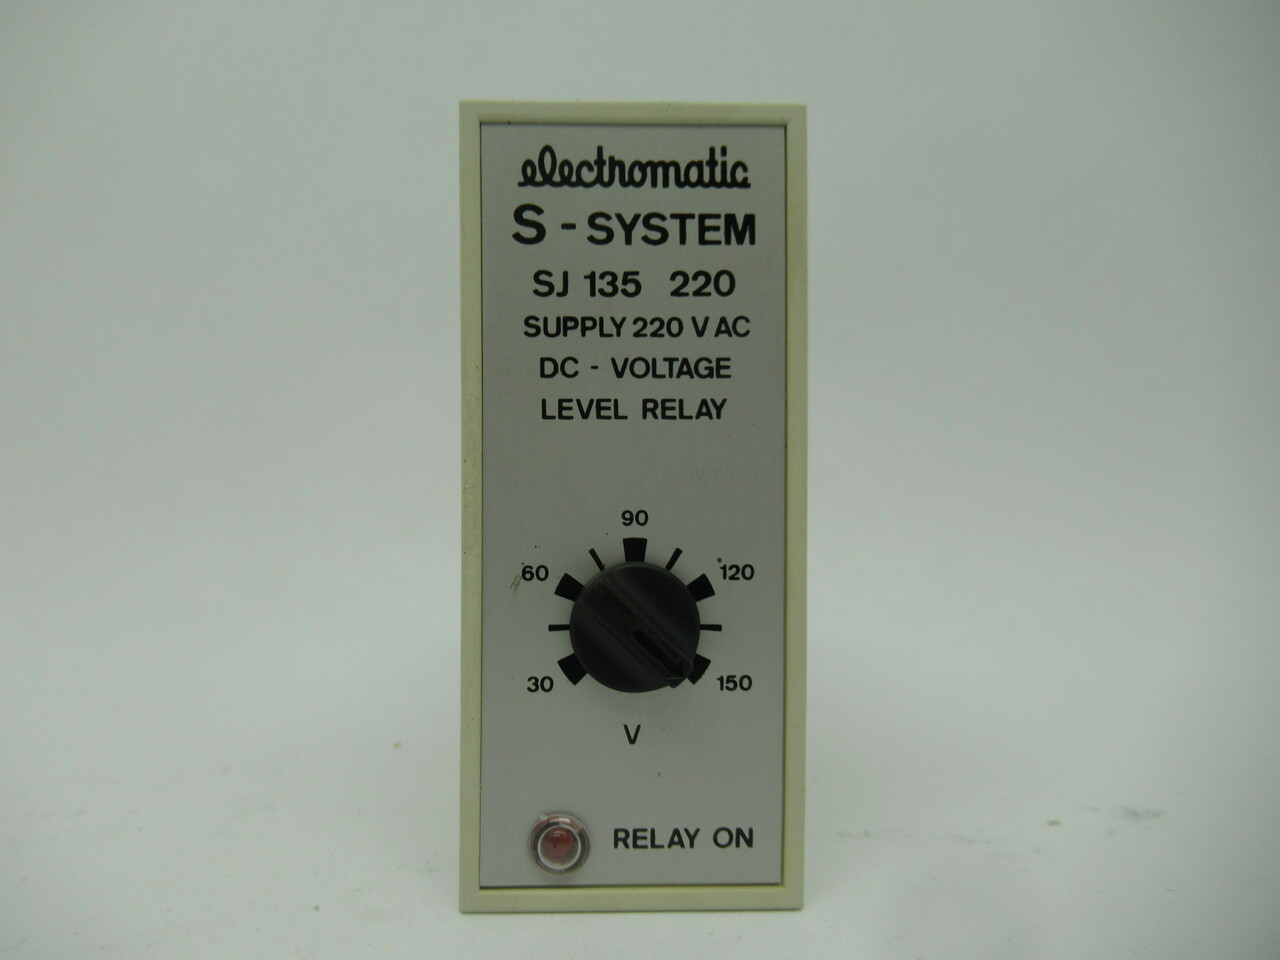 electromatic
S - SYSTEM
SJ 135 220
SUPPLY 220 V AC
DC - VOLTAGE
LEVEL RELAY
90
60 120
30 150
V
RELAY ON